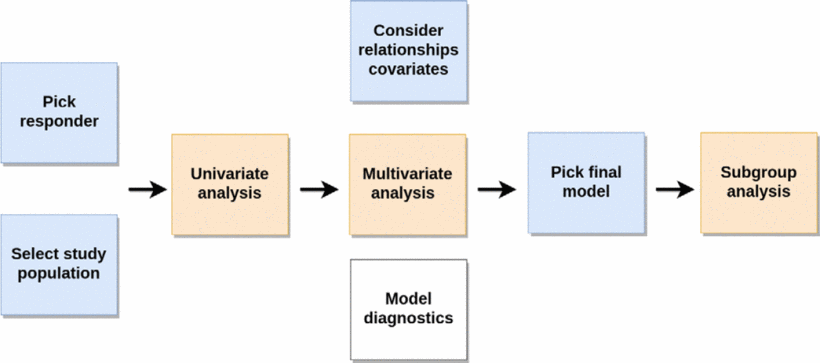 Pick
responder
Select study
population
Univariate
analysis
Consider
relationships
covariates
Multivariate
analysis
Model
diagnostics
Pick final
model
Subgroup
analysis